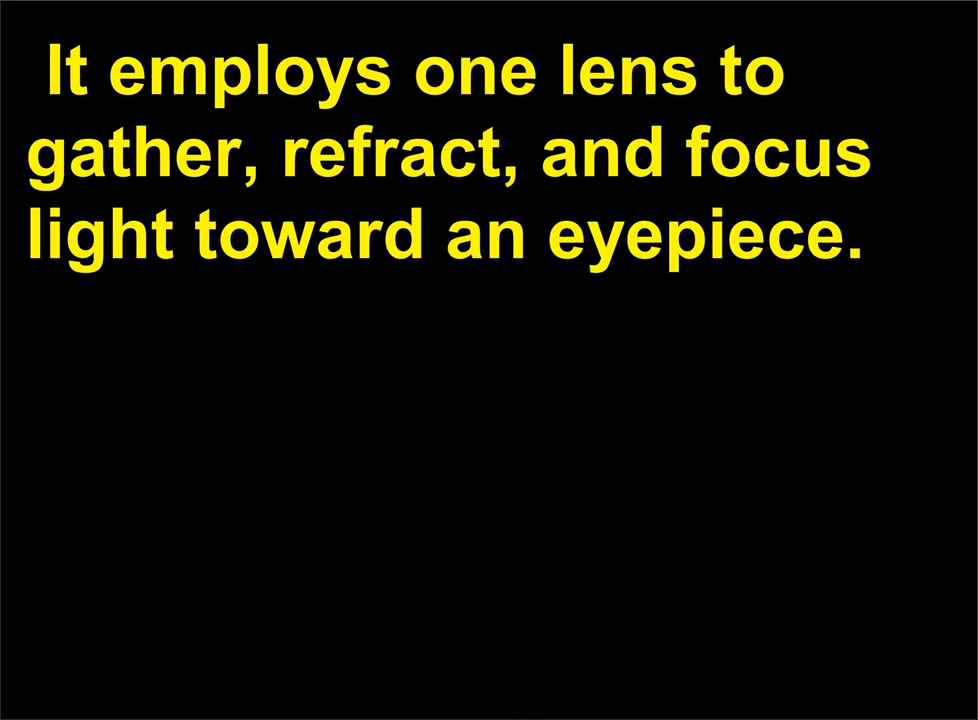 It employs one lens to
gather, refract, and focus
light toward an eyepiece.